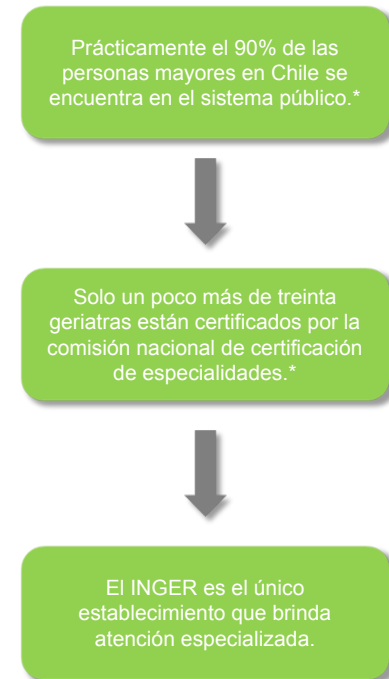 Prácticamente el 90% de las
personas mayores en Chile se
encuentra en el sistema público.*
Solo un poco más de treinta
geriatras están certificados por la
comisión nacional de certificación
de especialidades.*
El INGER es el único
establecimiento que brinda
atención especializada.